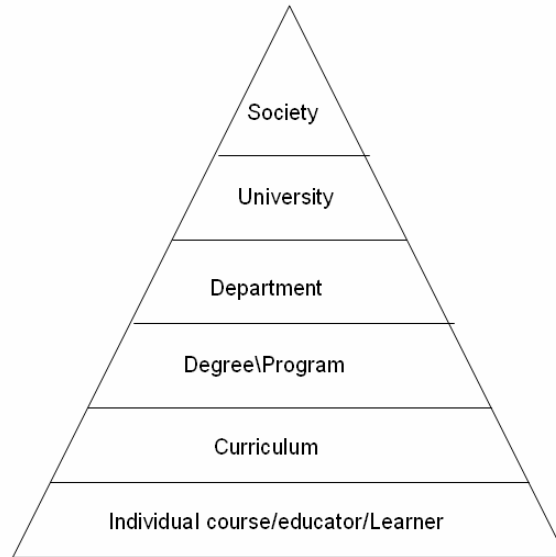 Society
University
Department
Degree\Program
Curriculum
Individual course/educator/Learner